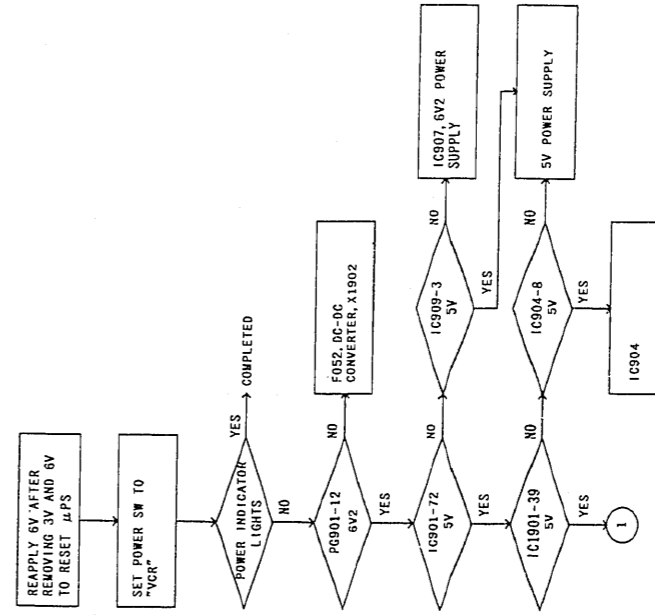 REAPPLY 6V AFTER
REMOVING 3V AND 6V
TO RESET µPS
SET POWER SW TO
"VCR"
POWER INDICATOR
LIGHTS
YES
COMPLETED
NO
PG901-12
6V2
NO
F052, DC-DC
CONVERTER, X1902
YES
IC901-72
5V
NO
IC909-3
5V
NO
IC907, 6V2 POWER
SUPPLY
YES
YES
IC1901-39
5V
NO
IC904-8
5V
NO
5V POWER SUPPLY
YES
IC904
YES
1